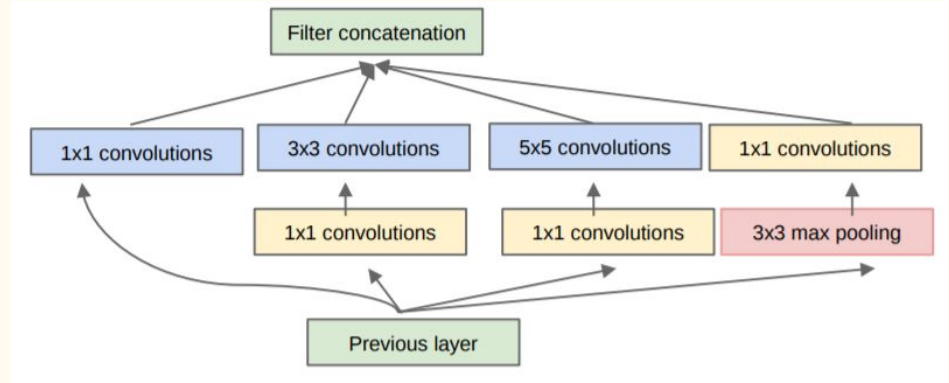 Filter concatenation
1x1 convolutions
3x3 convolutions
5x5 convolutions
1x1 convolutions
1x1 convolutions
1x1 convolutions
3x3 max pooling
Previous layer